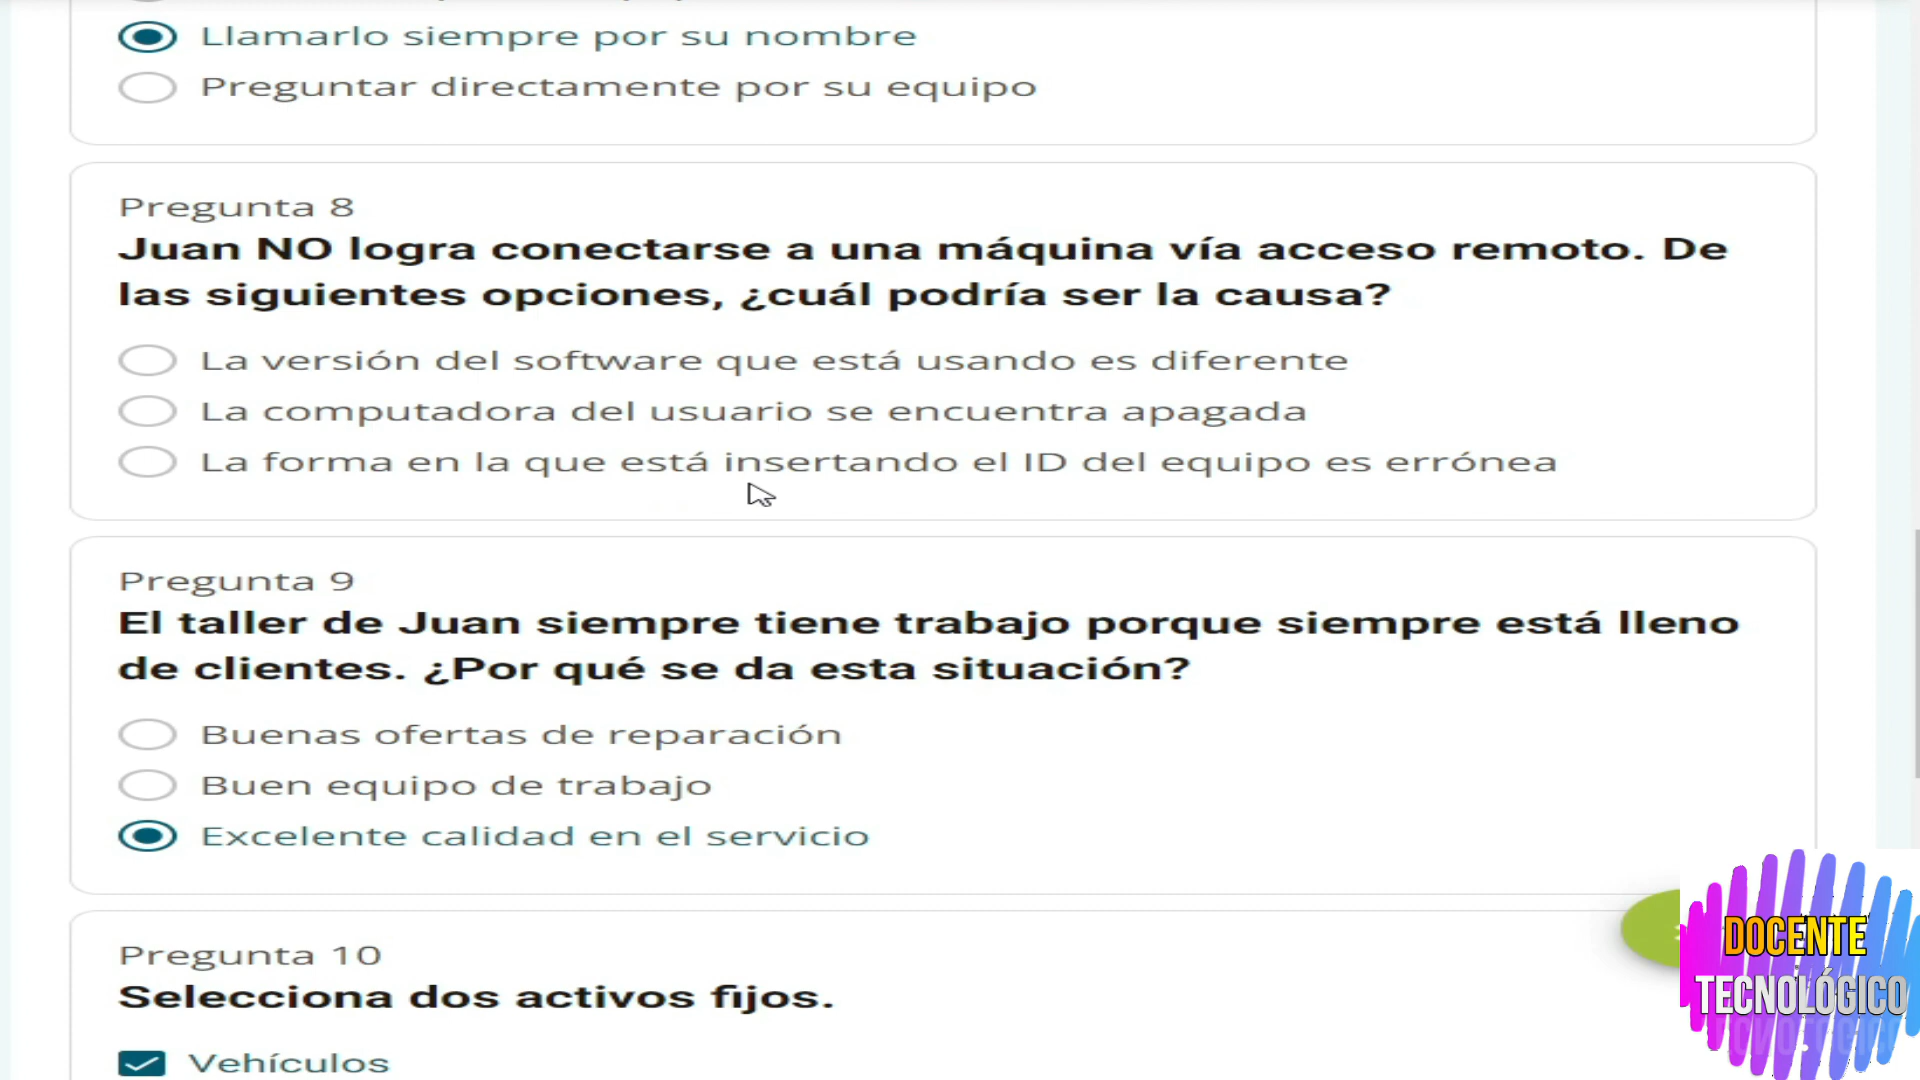 Llamarlo siempre por su nombre
Preguntar directamente por su equipo
Pregunta 8
Juan NO logra conectarse a una máquina vía acceso remoto. De
las siguientes opciones, ¿cuál podría ser la causa?
La versión del software que está usando es diferente
La computadora del usuario se encuentra apagada
La forma en la que está insertando el ID del equipo es errónea
Pregunta 9
El taller de Juan siempre tiene trabajo porque siempre está lleno
de clientes. ¿Por qué se da esta situación?
Buenas ofertas de reparación
Buen equipo de trabajo
Excelente calidad en el servicio
Pregunta 10
Selecciona dos activos fijos.
Vehículos
DOCENTE
TECNOLÓGICO